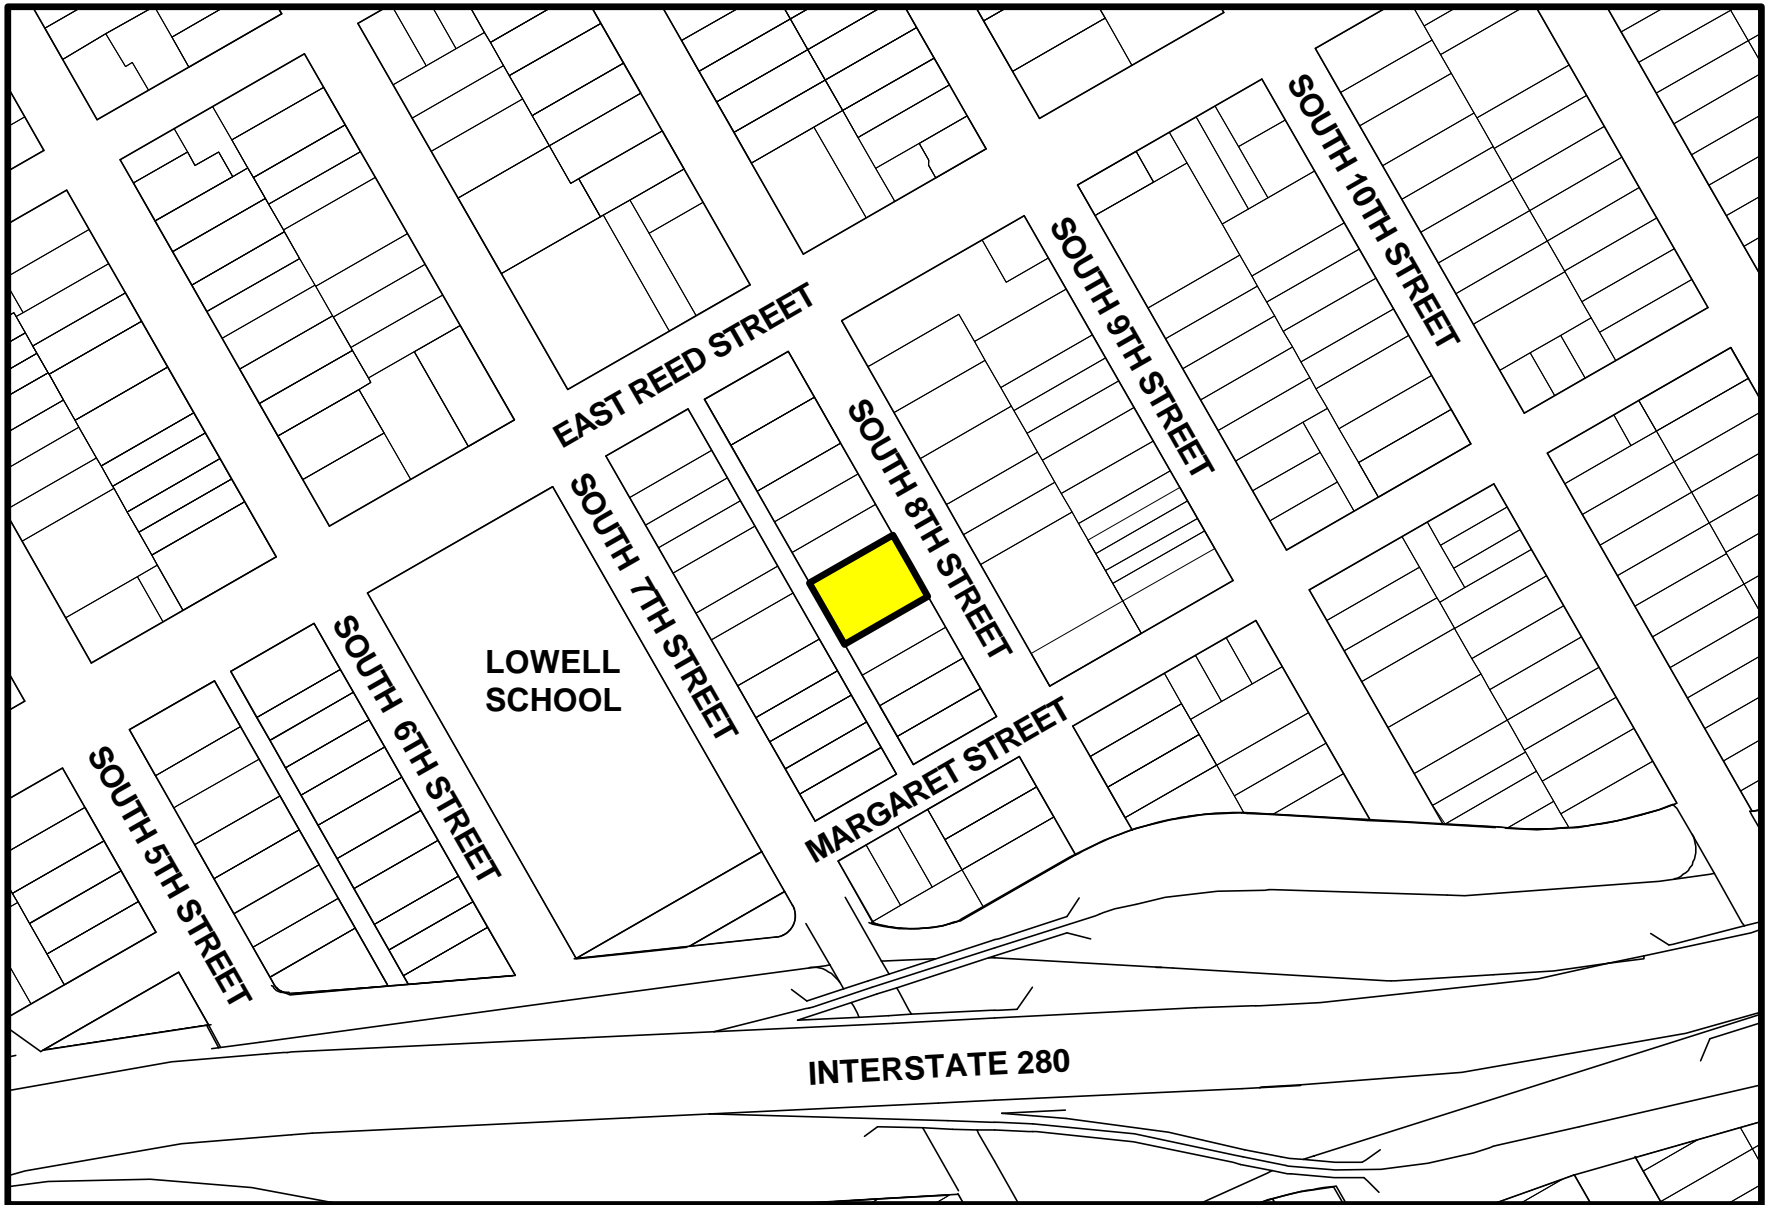 SOUTH 10TH STREET
SOUTH 9TH STREET
EAST REED STREET
SOUTH 8TH STREET
SOUTH 7TH STREET
SOUTH 6TH STREET
LOWELL
SCHOOL
MARGARET STREET
SOUTH 5TH STREET
INTERSTATE 280